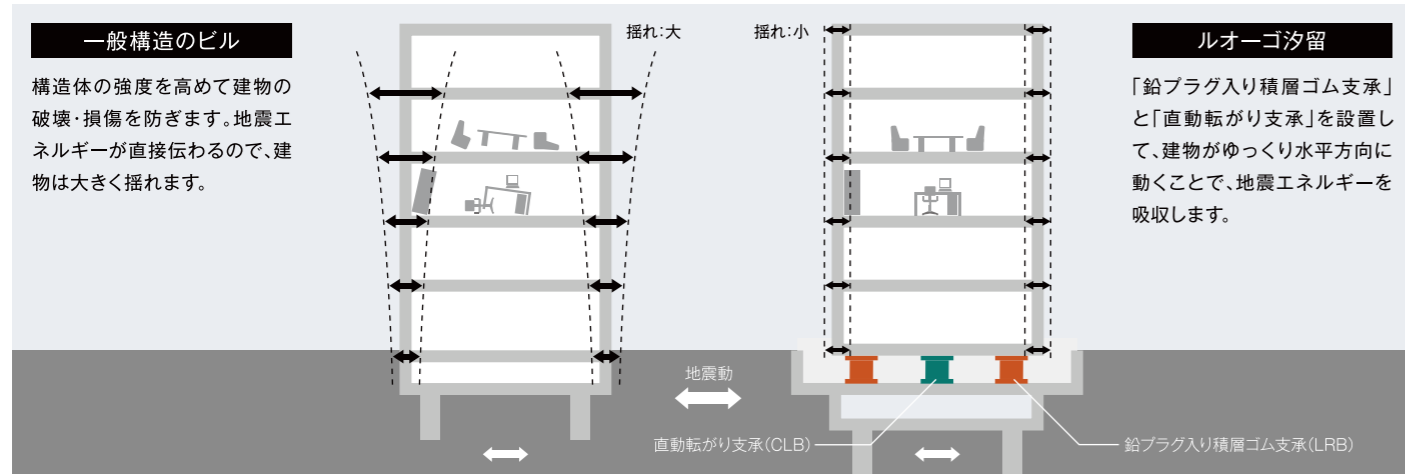 一般構造のビル
構造体の強度を高めて建物の
破壊・損傷を防ぎます。地震エ
ネルギーが直接伝わるので、建
物は大きく揺れます。
揺れ：大
揺れ：小
ルオーゴ汐留
「鉛プラグ入り積層ゴム支承」
と「直動転がり支承」を設置し
て、建物がゆっくり水平方向に
動くことで、地震エネルギーを
吸収します。
地震動
直動転がり支承(CLB)
鉛プラグ入り積層ゴム支承(LRB)